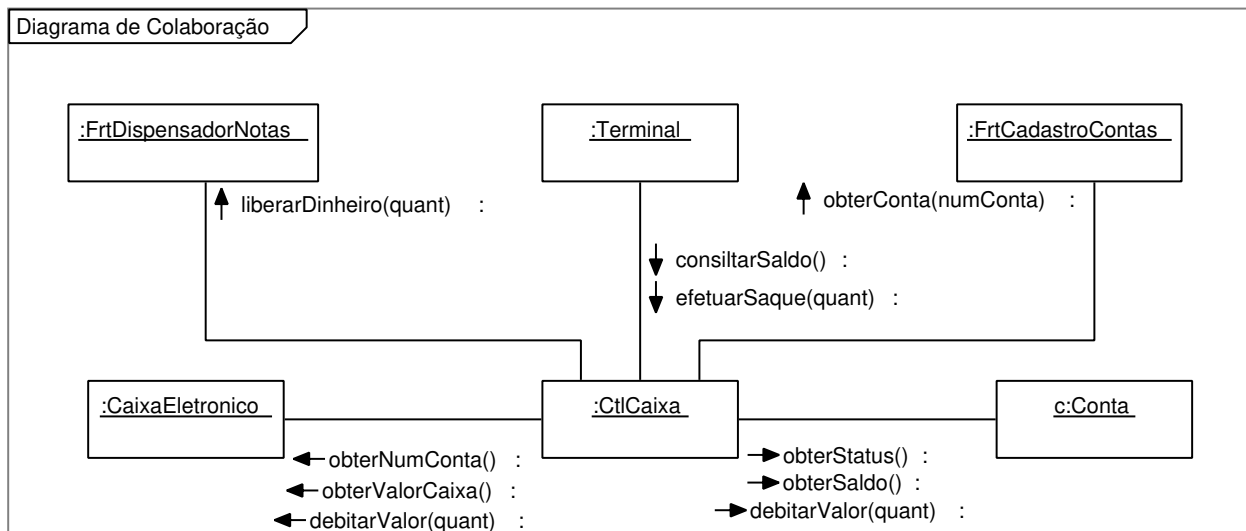 Diagrama de Colaboração
:FrtDispensadorNotas
:Terminal
:FrtCadastroContas
liberarDinheiro(quant) :
obterConta(numConta) :
consiltarSaldo() :
efetuarSaque(quant) :
:CaixaEletronico
:CtlCaixa
c:Conta
obterNumConta() :
obterStatus() :
obterValorCaixa() :
obterSaldo() :
debitarValor(quant) :
debitarValor(quant) :